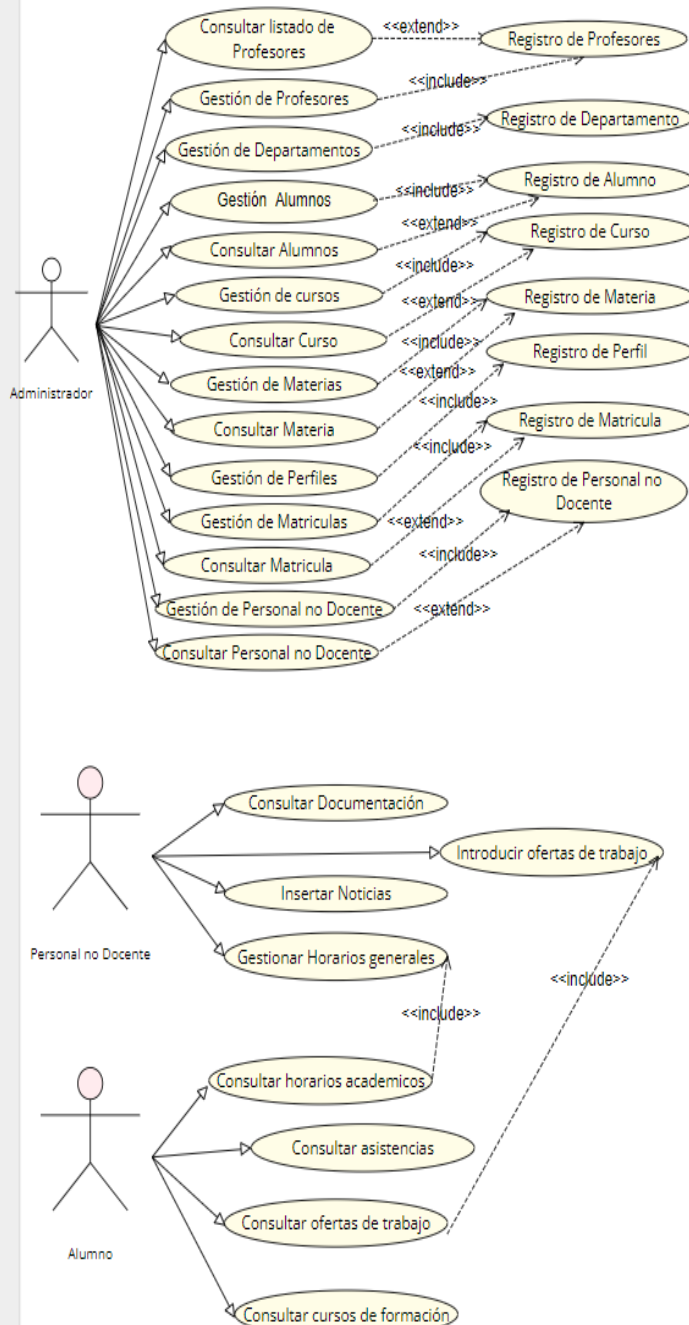 Consultar listado de
Profesores
<<extend>>
Registro de Profesores
<<include>>
Gestión de Profesores
Registro de Departamento
<<include>>
Gestión de Departamentos
Registro de Alumno
<<include>>
Gestión Alumnos
<<extend>>
Registro de Curso
Consultar Alumnos
<<include>>
Gestión de cursos
Registro de Materia
<<extend>>
Consultar Curso
<<include>>
Registro de Perfil
<<extend>>
Gestión de Materias
Administrador
<<include>>
Registro de Matricula
Consultar Materia
<<include>>
Gestión de Perfiles
Registro de Personal no
Docente
Gestión de Matriculas
<<extend>>
<<include>>
Consultar Matricula
Gestión de Personal no Docente
<<extend>>
Consultar Personal no Docente
Consultar Documentación
Introducir ofertas de trabajo
Insertar Noticias
Personal no Docente
Gestionar Horarios generales
<<include>>
<<include>>
Consultar horarios academicos
Consultar asistencias
Consultar ofertas de trabajo
Alumno
Consultar cursos de formación